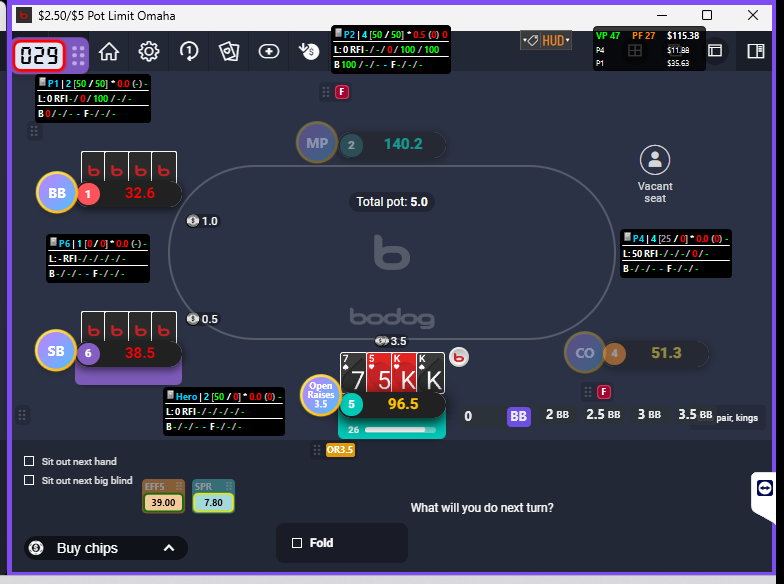 $2.50/$5 Pot Limit Omaha
029
1
HUD
P2 | 4 [50 / 50] * 0.5 (0) 0
L: 0 RFI -/-/ 0 / 100 / 100
B 100 /-/-- F-/-/-
VP 47 PF 27 $115.38
P4 $11.88
P1 $35.63
P1 | 2 [50 / 50] * 0.0 (-) -
L: 0 RFI -/ 0 / 100 /-/-
B 0 /-/-- F-/-/-
F
MP 2 140.2
Vacant
seat
BB 1 32.6
Total pot: 5.0
1.0
b
P6 | 1 [0 / 0] * 0.0 (-) -
L: - RFI -/-/-/-/-
B-/-/-- F-/-/-
P4 | 4 [25 / 0] * 0.0 (0) -
L: 50 RFI -/-/-/ 0 /-
B-/-/-- F-/-/-
bodog
0.5
SB 6 38.5
3.5
7 7 5 5 K K K K
b
CO 4 51.3
Open
Raises
3.5
5 96.5
26
Hero | 2 [50 / 0] * 0.0 (0) -
L: 0 RFI -/-/-/-/-
B-/-/-- F-/-/-
F
0 BB 2 BB 2.5 BB 3 BB 3.5 BB pair, kings
OR3.5
Sit out next hand
Sit out next big blind
EFFS SPR
39.00 7.80
What will you do next turn?
Buy chips
Fold